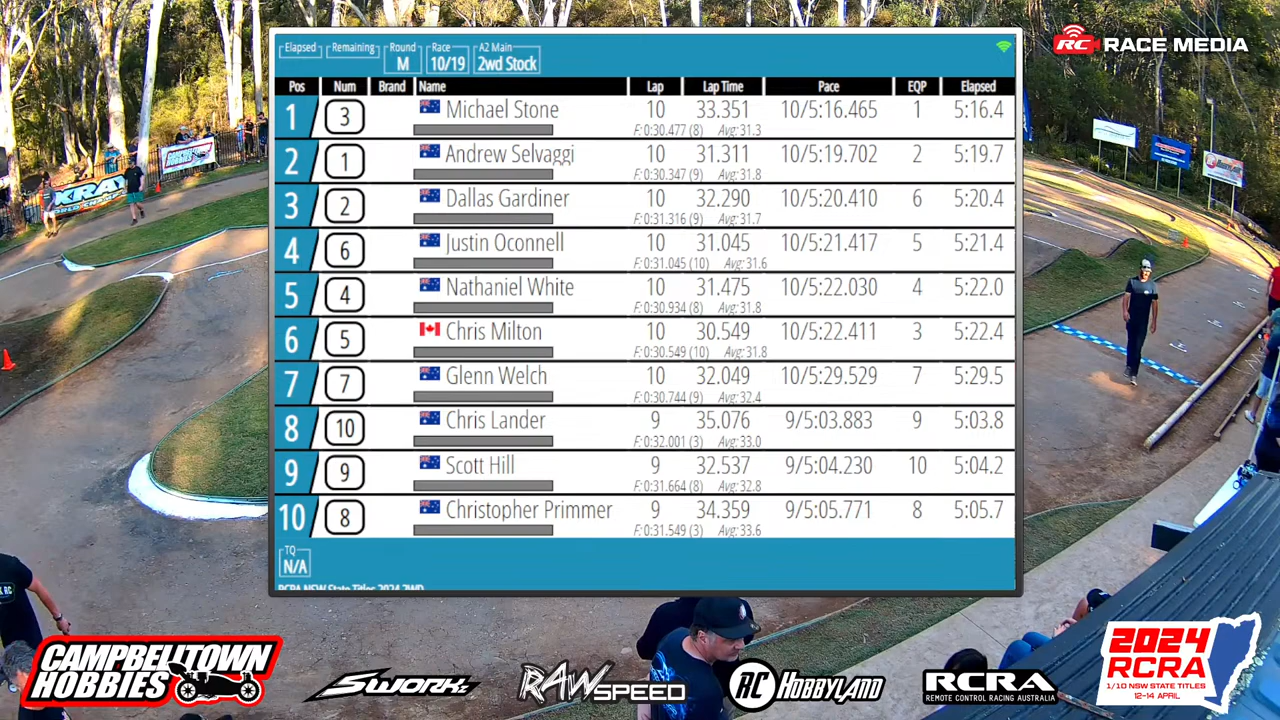 RC RACE MEDIA
Elapsed Remaining Round M Race 10/19 A2 Main 2wd Stock
Pos Num Brand Name Lap Lap Time Pace EQP Elapsed
1 3 Michael Stone 10 33.351 10/5:16.465 1 5:16.4
F:0:30.477 (8) Avg:31.3
2 1 Andrew Selvaggi 10 31.311 10/5:19.702 2 5:19.7
F:0:30.347 (9) Avg:31.8
3 2 Dallas Gardiner 10 32.290 10/5:20.410 6 5:20.4
F:0:31.316 (9) Avg:31.7
4 6 Justin Oconnell 10 31.045 10/5:21.417 5 5:21.4
F:0:31.045 (10) Avg:31.6
5 4 Nathaniel White 10 31.475 10/5:22.030 4 5:22.0
F:0:30.934 (8) Avg:31.8
6 5 Chris Milton 10 30.549 10/5:22.411 3 5:22.4
F:0:30.549 (10) Avg:31.8
7 7 Glenn Welch 10 32.049 10/5:29.529 7 5:29.5
F:0:30.744 (9) Avg:32.4
8 10 Chris Lander 9 35.076 9/5:03.883 9 5:03.8
F:0:32.001 (3) Avg:33.0
9 9 Scott Hill 9 32.537 9/5:04.230 10 5:04.2
F:0:31.664 (8) Avg:32.8
10 8 Christopher Primmer 9 34.359 9/5:05.771 8 5:05.7
F:0:31.549 (3) Avg:33.6
TQ
N/A
RCRA NSW State Titles 2024 2WD
XRAY
CAMPBELLTOWN
HOBBIES
CAMPBELLTOWN
HOBBIES
SWORK
RAW SPEED
RC HOBBYLAND
RCRA
REMOTE CONTROL RACING AUSTRALIA
2024
RCRA
1/10 NSW STATE TITLES
12-14 APRIL